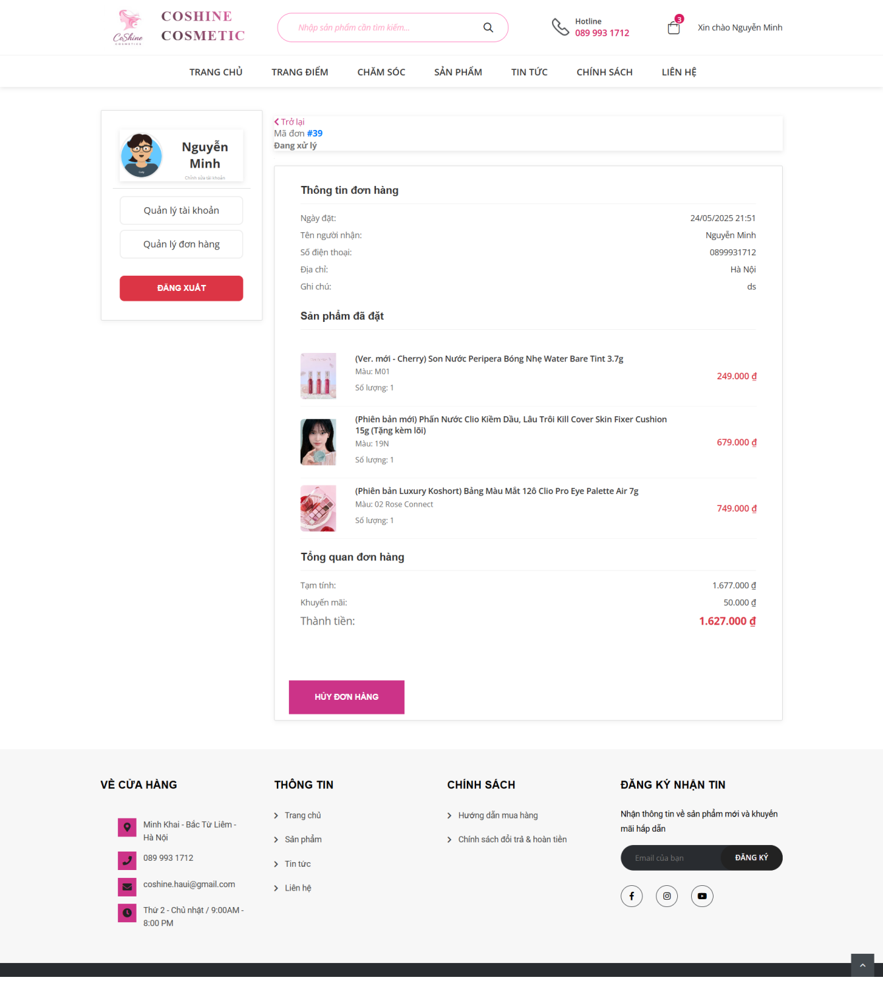 CoShine
COSMETICS
COSHINE
COSMETIC
Nhập sản phẩm cần tìm kiếm...
Hotline
089 993 1712
3
Xin chào Nguyễn Minh
TRANG CHỦ
TRANG ĐIỂM
CHĂM SÓC
SẢN PHẨM
TIN TỨC
CHÍNH SÁCH
LIÊN HỆ
Nguyễn
Minh
Chỉnh sửa tài khoản
Quản lý tài khoản
Quản lý đơn hàng
ĐĂNG XUẤT
Trở lại
Mã đơn #39
Đang xử lý
Thông tin đơn hàng
Ngày đặt: 24/05/2025 21:51
Tên người nhận: Nguyễn Minh
Số điện thoại: 0899931712
Địa chỉ: Hà Nội
Ghi chú: ds
Sản phẩm đã đặt
(Ver. mới - Cherry) Son Nước Peripera Bóng Nhẹ Water Bare Tint 3.7g
Màu: M01
Số lượng: 1
249.000 ₫
(Phiên bản mới) Phấn Nước Clio Kiềm Dầu, Lâu Trôi Kill Cover Skin Fixer Cushion
15g (Tặng kèm lõi)
Màu: 19N
Số lượng: 1
679.000 ₫
(Phiên bản Luxury Koshort) Bảng Màu Mắt 12ô Clio Pro Eye Palette Air 7g
Màu: 02 Rose Connect
Số lượng: 1
749.000 ₫
Tổng quan đơn hàng
Tạm tính: 1.677.000 ₫
Khuyến mãi: 50.000 ₫
Thành tiền: 1.627.000 ₫
HỦY ĐƠN HÀNG
VỀ CỬA HÀNG
Minh Khai - Bắc Từ Liêm -
Hà Nội
089 993 1712
coshine.haui@gmail.com
Thứ 2 - Chủ nhật / 9:00AM -
8:00 PM
THÔNG TIN
Trang chủ
Sản phẩm
Tin tức
Liên hệ
CHÍNH SÁCH
Hướng dẫn mua hàng
Chính sách đổi trả & hoàn tiền
ĐĂNG KÝ NHẬN TIN
Nhận thông tin về sản phẩm mới và khuyến
mãi hấp dẫn
Email của bạn
ĐĂNG KÝ